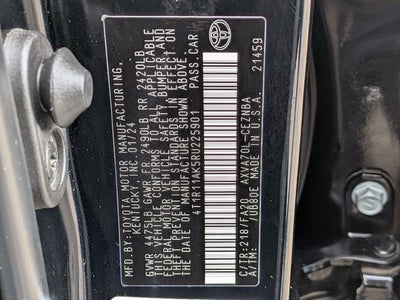 MFD.BY:TOYOTA MOTOR MANUFACTURING,
KENTUCKY, INC. 01/24
GVWR 4475LB GAWR FR 2490LB RR 2420LB
THIS VEHICLE CONFORMS TO ALL APPLICABLE
FEDERAL MOTOR VEHICLE SAFETY, BUMPER, AND
THEFT PREVENTION STANDARDS IN EFFECT ON
THE DATE OF MANUFACTURE SHOWN ABOVE.
4T1R11AK5RU225901 PASS.CAR
C/TR:218/FA20 AXVA70L-CEZNBA
A/TM: /UB80E MADE IN U.S.A. 21459